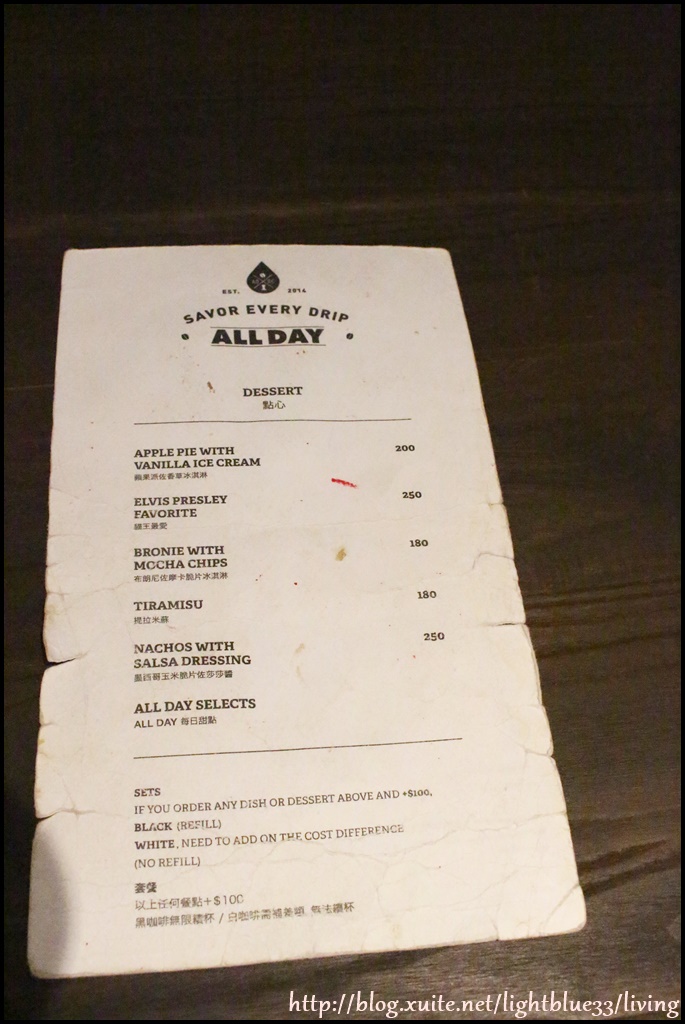 EST. 2014
SAVOR EVERY DRIP
ALL DAY
DESSERT
點心
APPLE PIE WITH 200
VANILLA ICE CREAM
蘋果派佐香草冰淇淋
ELVIS PRESLEY 250
FAVORITE
貓王最愛
BRONIE WITH 180
MOCHA CHIPS
布朗尼佐摩卡脆片冰淇淋
TIRAMISU 180
提拉米蘇
NACHOS WITH 250
SALSA DRESSING
墨西哥玉米脆片佐莎莎醬
ALL DAY SELECTS
ALL DAY 每日甜點
SETS
IF YOU ORDER ANY DISH OR DESSERT ABOVE AND +$100,
BLACK (REFILL)
WHITE, NEED TO ADD ON THE COST DIFFERENCE
(NO REFILL)
套餐
以上任何餐點+$100
黑咖啡無限續杯 / 白咖啡需補差額 無法續杯
http://blog.xuite.net/lightblue33/living